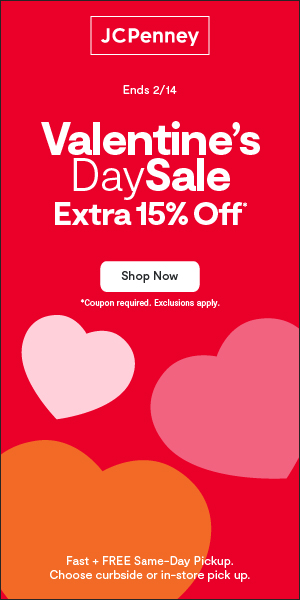 JCPenney
Ends 2/14
Valentine's
DaySale
Extra 15% Off*
Shop Now
*Coupon required. Exclusions apply.
Fast + FREE Same-Day Pickup.
Choose curbside or in-store pick up.